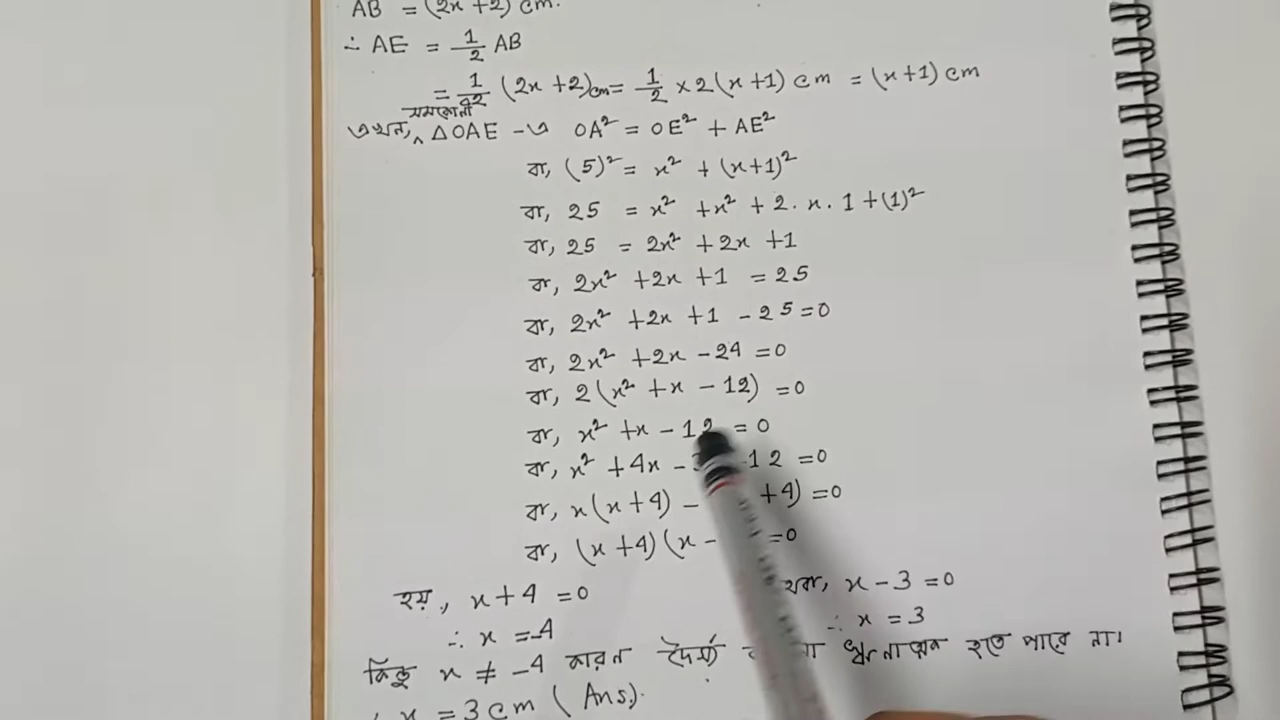 AB = (2x+2) cm.
∴ AE = 1/2 AB
= 1/2 (2x+2)cm = 1/2 × 2(x+1) cm = (x+1) cm
সমকোণী
তখন, ^ ΔOAE -এ OA² = OE² + AE²
বা, (5)² = x² + (x+1)²
বা, 25 = x² + x² + 2. x. 1 + (1)²
বা, 25 = 2x² + 2x + 1
বা, 2x² + 2x + 1 = 25
বা, 2x² + 2x + 1 - 25 = 0
বা, 2x² + 2x - 24 = 0
বা, 2(x² + x - 12) = 0
বা, x² + x - 12 = 0
বা, x² + 4x - 12 = 0
বা, x(x+4) - +4) = 0
বা, (x+4)(x - = 0
হয়, x+4 = 0 x - 3 = 0
∴ x = -4 ∴ x = 3
কিন্তু x ≠ -4 কারন দৈর্ঘ্য ঋণাত্মক হতে পারে না।
x = 3 cm (Ans).